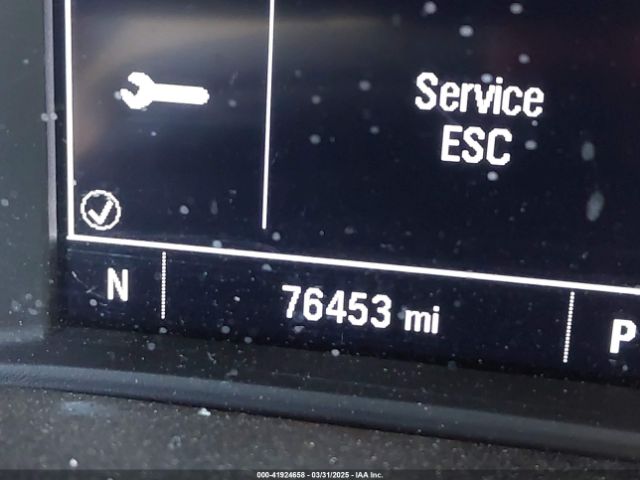 Service
ESC
N
76453 mi
P
000-41924658 - 03/31/2025 - IAA Inc.